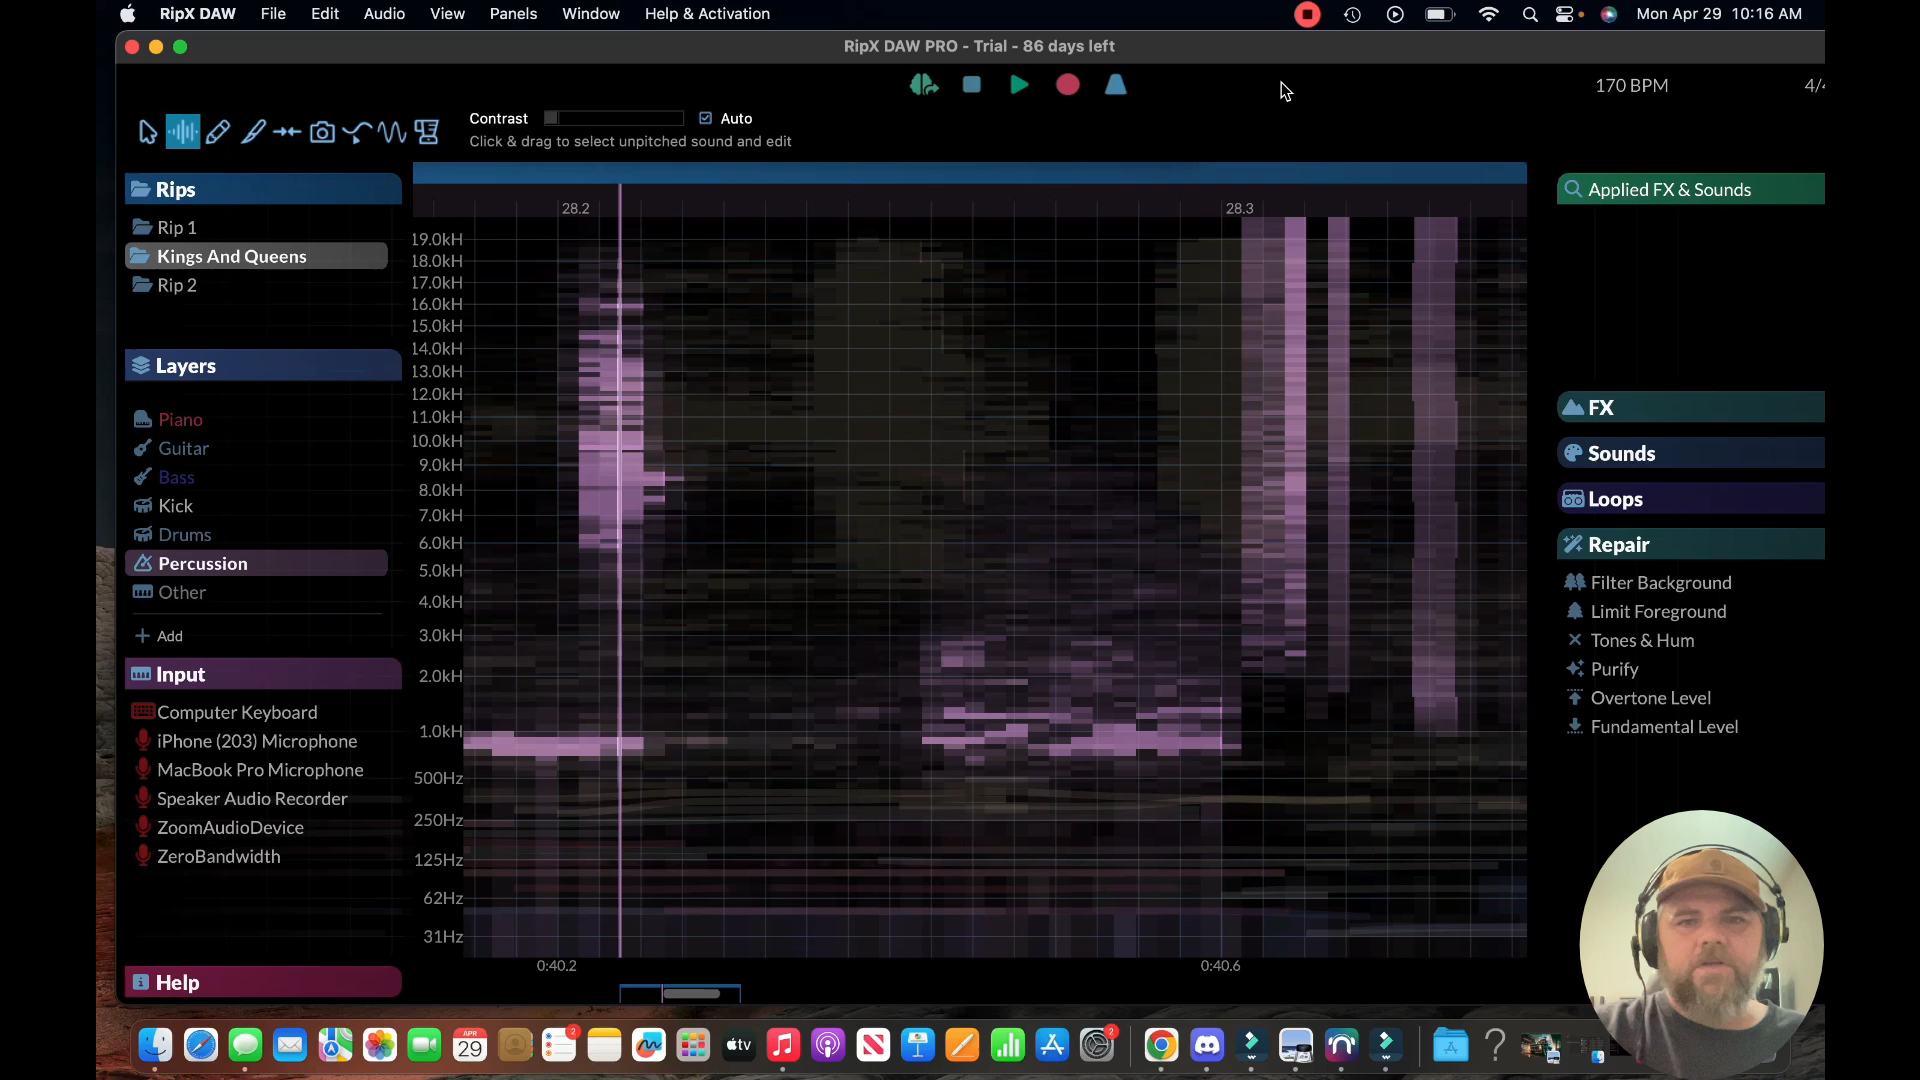 RipX DAW File Edit Audio View Panels Window Help & Activation Mon Apr 29 10:16 AM
RipX DAW PRO - Trial - 86 days left
170 BPM 4/4
Contrast Auto
Click & drag to select unpitched sound and edit
Rips
Rip 1
Kings And Queens
Rip 2
Layers
Piano
Guitar
Bass
Kick
Drums
Percussion
Other
Add
Input
Computer Keyboard
iPhone (203) Microphone
MacBook Pro Microphone
Speaker Audio Recorder
ZoomAudioDevice
ZeroBandwidth
Help
28.2 28.3
19.0kH
18.0kH
17.0kH
16.0kH
15.0kH
14.0kH
13.0kH
12.0kH
11.0kH
10.0kH
9.0kH
8.0kH
7.0kH
6.0kH
5.0kH
4.0kH
3.0kH
2.0kH
1.0kH
500Hz
250Hz
125Hz
62Hz
31Hz
0:40.2 0:40.6
Applied FX & Sounds
FX
Sounds
Loops
Repair
Filter Background
Limit Foreground
Tones & Hum
Purify
Overtone Level
Fundamental Level
APR
29
2
tv
2